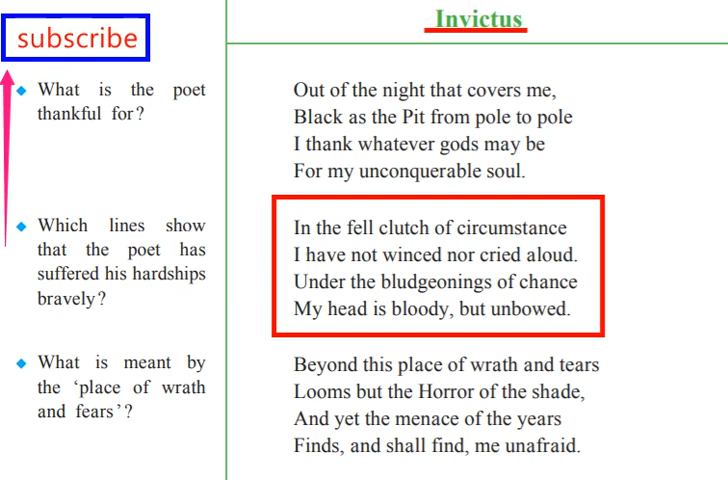 subscribe
Invictus
What is the poet
thankful for?
Out of the night that covers me,
Black as the Pit from pole to pole
I thank whatever gods may be
For my unconquerable soul.
Which lines show
that the poet has
suffered his hardships
bravely?
In the fell clutch of circumstance
I have not winced nor cried aloud.
Under the bludgeonings of chance
My head is bloody, but unbowed.
What is meant by
the ‘place of wrath
and fears’?
Beyond this place of wrath and tears
Looms but the Horror of the shade,
And yet the menace of the years
Finds, and shall find, me unafraid.